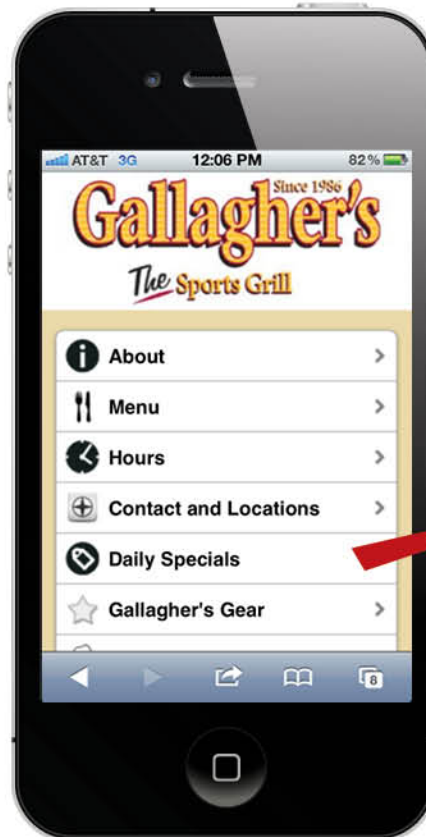 AT&T 3G 12:06 PM 82%
Since 1986
Gallagher's
The Sports Grill
About
Menu
Hours
Contact and Locations
Daily Specials
Gallagher's Gear
8